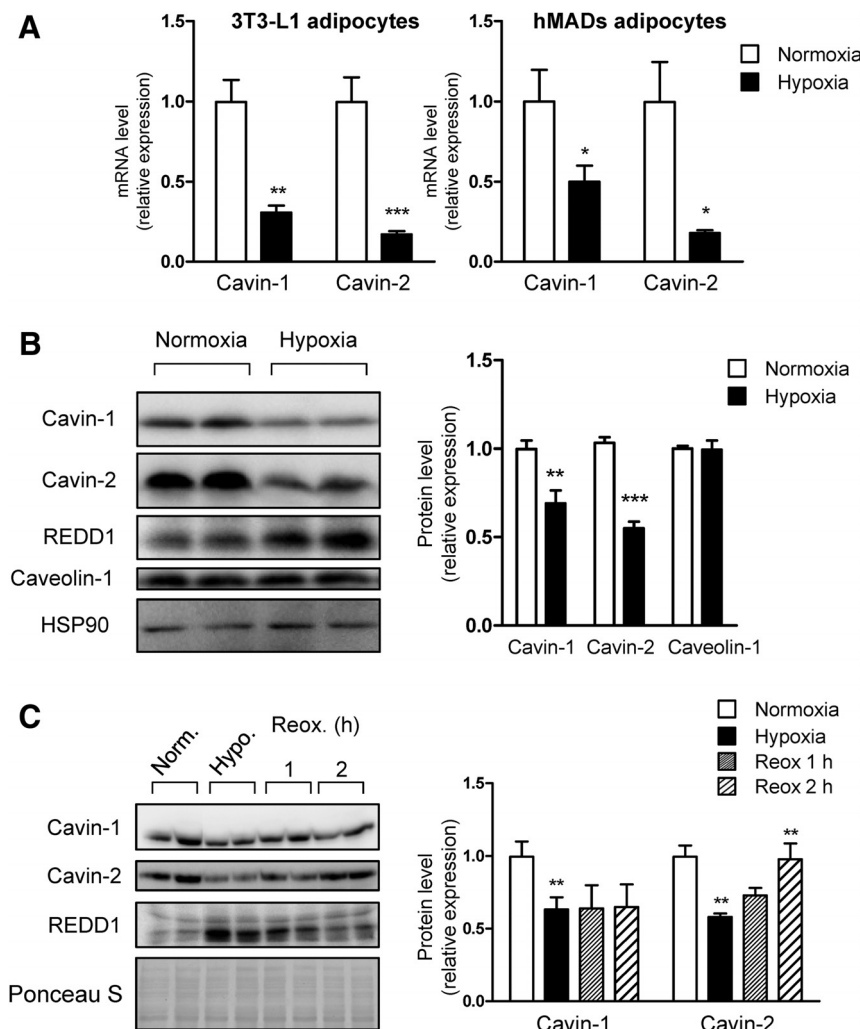 A
3T3-L1 adipocytes
hMADs adipocytes
Normoxia
Hypoxia
mRNA level
(relative expression)
1.5
1.0
0.5
0.0
**
***
Cavin-1
Cavin-2
mRNA level
(relative expression)
1.5
1.0
0.5
0.0
*
*
Cavin-1
Cavin-2
B
Normoxia
Hypoxia
Cavin-1
Cavin-2
REDD1
Caveolin-1
HSP90
Normoxia
Hypoxia
Protein level
(relative expression)
1.5
1.0
0.5
0.0
**
***
Cavin-1
Cavin-2
Caveolin-1
C
Norm.
Hypo.
Reox. (h)
1
2
Cavin-1
Cavin-2
REDD1
Ponceau S
Normoxia
Hypoxia
Reox 1 h
Reox 2 h
Protein level
(relative expression)
1.5
1.0
0.5
0.0
**
**
**
Cavin-1
Cavin-2